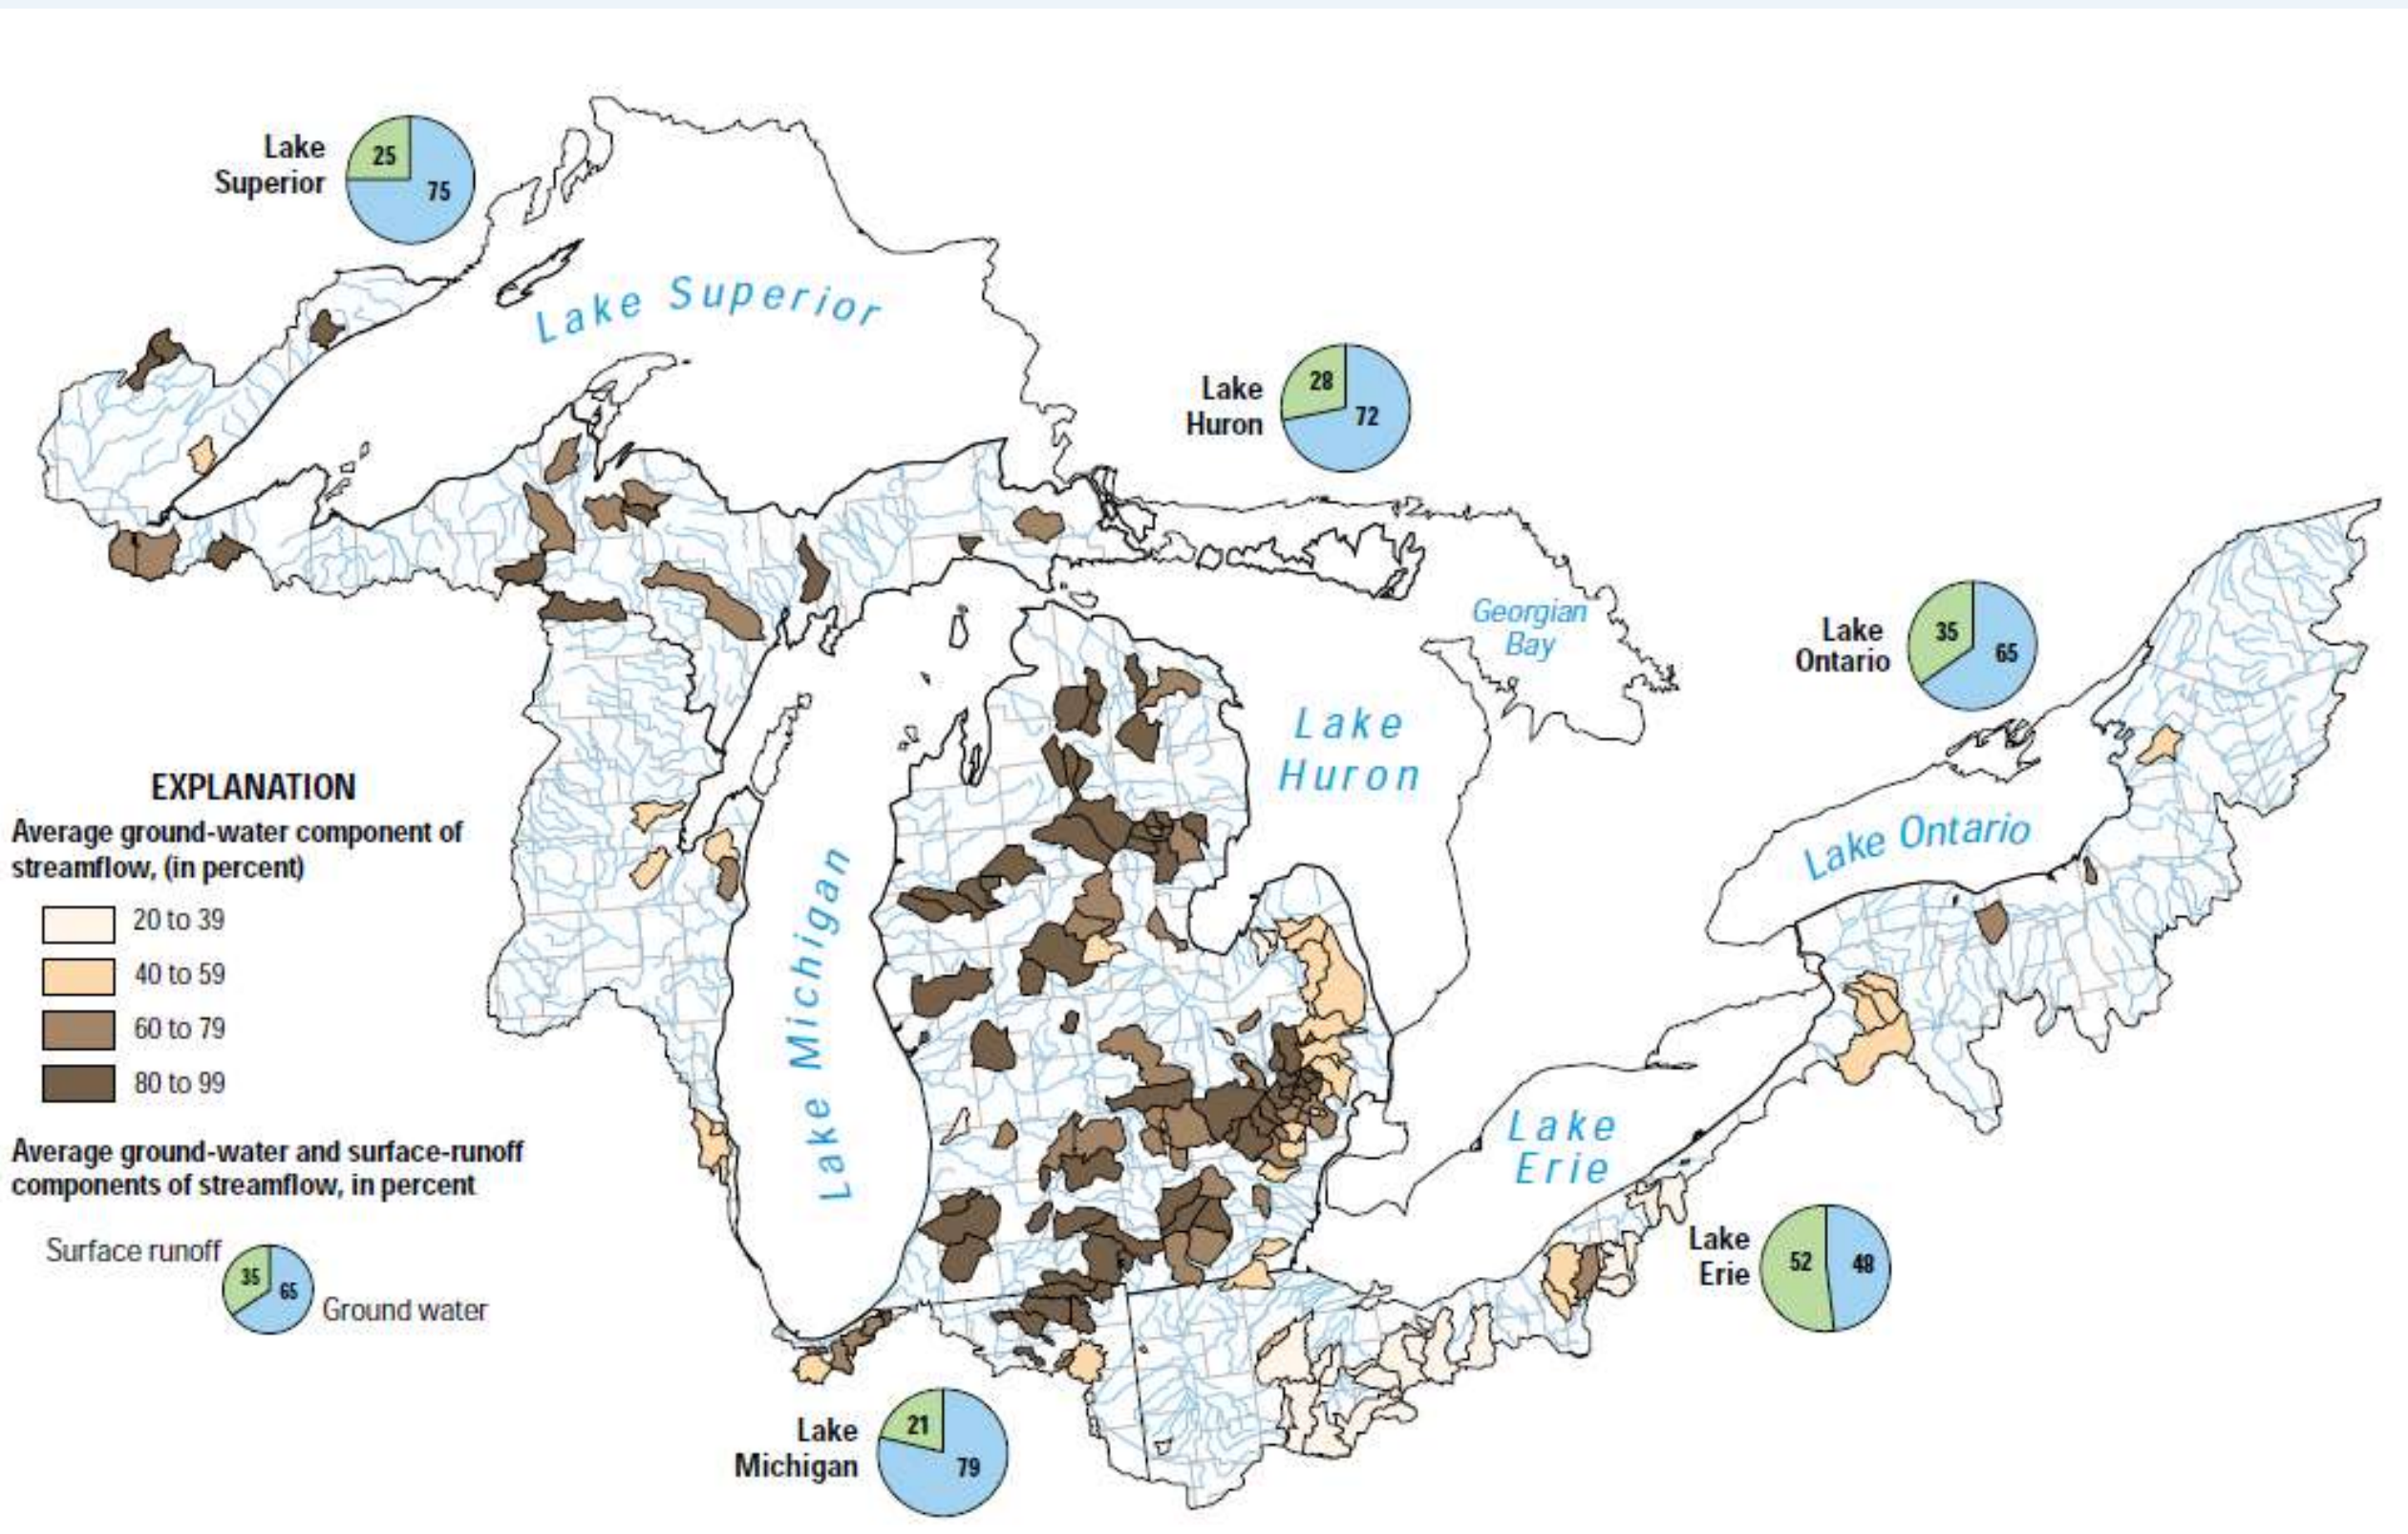 Lake
Superior
25
75
Lake Superior
Lake
Huron
28
72
Georgian
Bay
Lake
Ontario
35
65
Lake
Huron
Lake Ontario
EXPLANATION
Average ground-water component of
streamflow, (in percent)
20 to 39
40 to 59
60 to 79
80 to 99
Lake Michigan
Average ground-water and surface-runoff
components of streamflow, in percent
Surface runoff
35
65
Ground water
Lake
Erie
Lake
Erie
52
48
Lake
Michigan
21
79